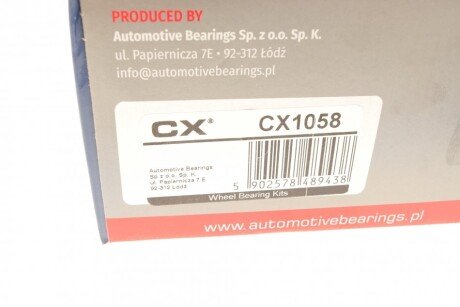 PRODUCED BY
Automotive Bearings Sp. z o.o. Sp. K.
ul. Papiernicza 7E • 92-312 Łódź
info@automotivebearings.pl
CX® CX1058
Automotive Bearings
Sp z o.o. Sp. K.
ul. Papiernicza 7 E
92-312 Łódź
5 902578 489438
Wheel Bearing Kits
www.automotivebearings.pl